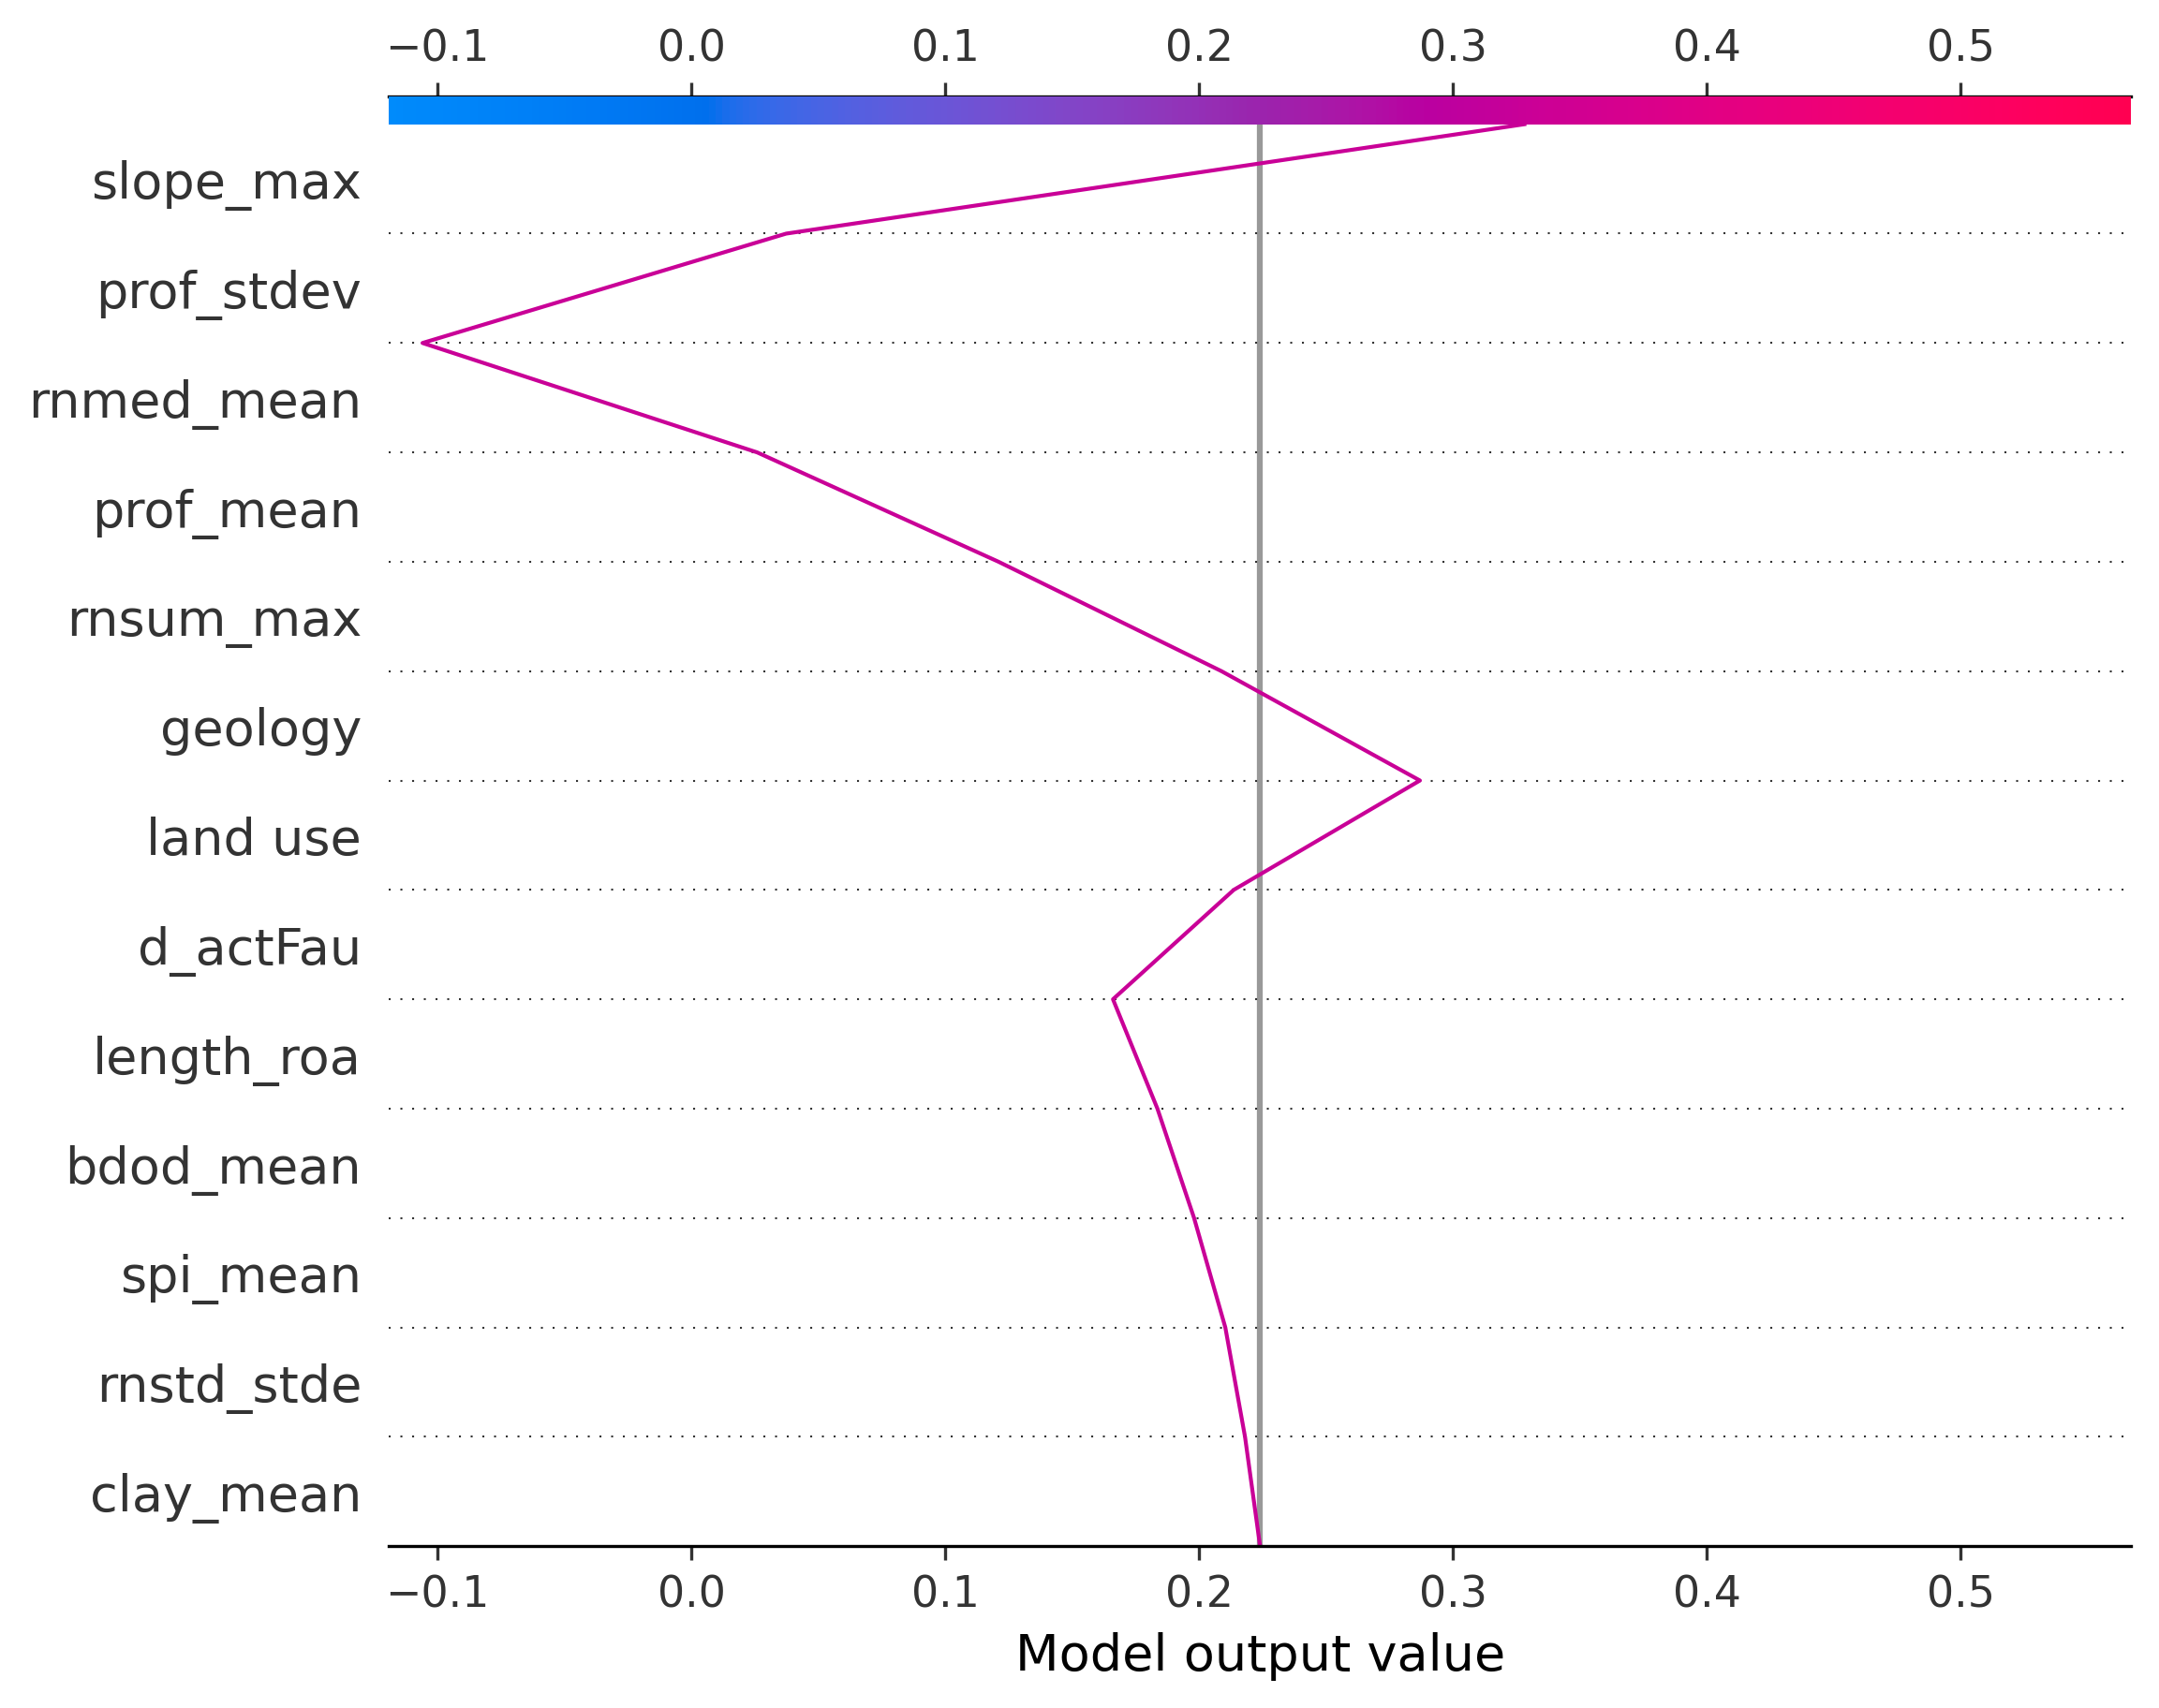 −0.1 0.0 0.1 0.2 0.3 0.4 0.5
slope_max
prof_stdev
rnmed_mean
prof_mean
rnsum_max
geology
land use
d_actFau
length_roa
bdod_mean
spi_mean
rnstd_stde
clay_mean
−0.1 0.0 0.1 0.2 0.3 0.4 0.5
Model output value